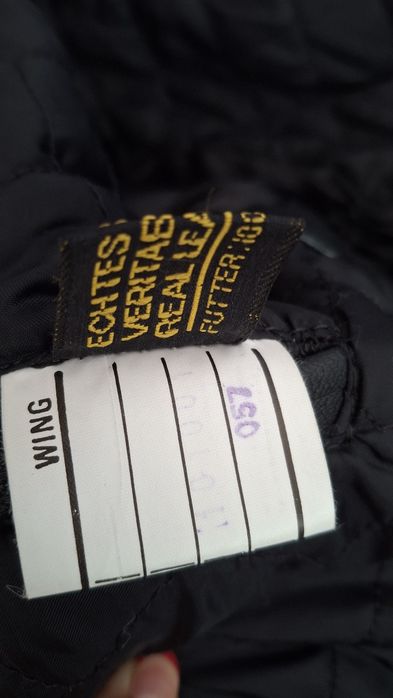 ECHTES
VERITAB
REAL LEA
FUTTER:100
WING
057